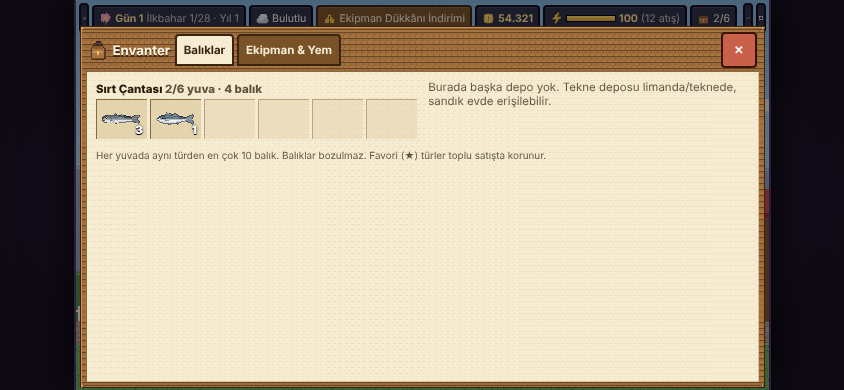 Gün 1 İlkbahar 1/28 · Yıl 1
Bulutlu
Ekipman Dükkânı İndirimi
54.321
100 (12 atış)
2/6
Envanter
Balıklar
Ekipman & Yem
×
Sırt Çantası 2/6 yuva · 4 balık
Burada başka depo yok. Tekne deposu limanda/teknede,
sandık evde erişilebilir.
3
1
Her yuvada aynı türden en çok 10 balık. Balıklar bozulmaz. Favori (★) türler toplu satışta korunur.